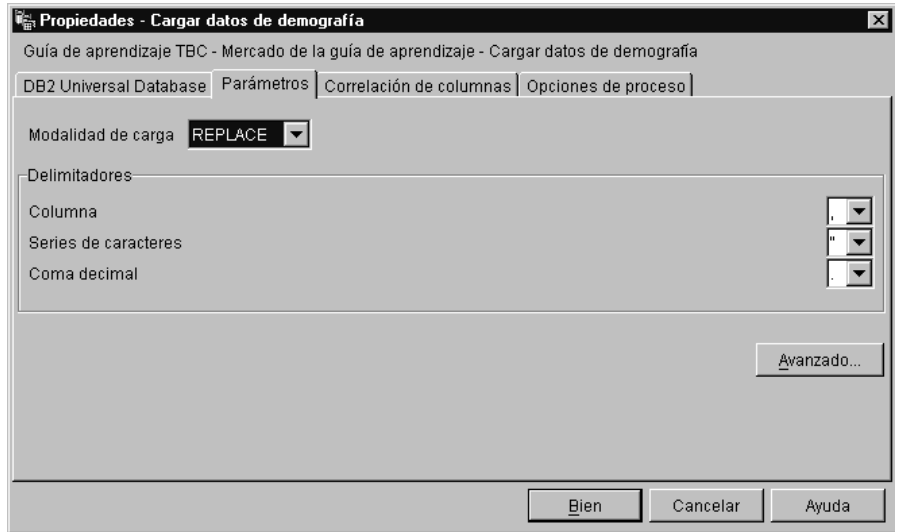 Propiedades - Cargar datos de demografía
Guía de aprendizaje TBC - Mercado de la guía de aprendizaje - Cargar datos de demografía
DB2 Universal Database Parámetros Correlación de columnas Opciones de proceso
Modalidad de carga REPLACE
Delimitadores
Columna ,
Series de caracteres "
Coma decimal .
Avanzado...
Bien Cancelar Ayuda